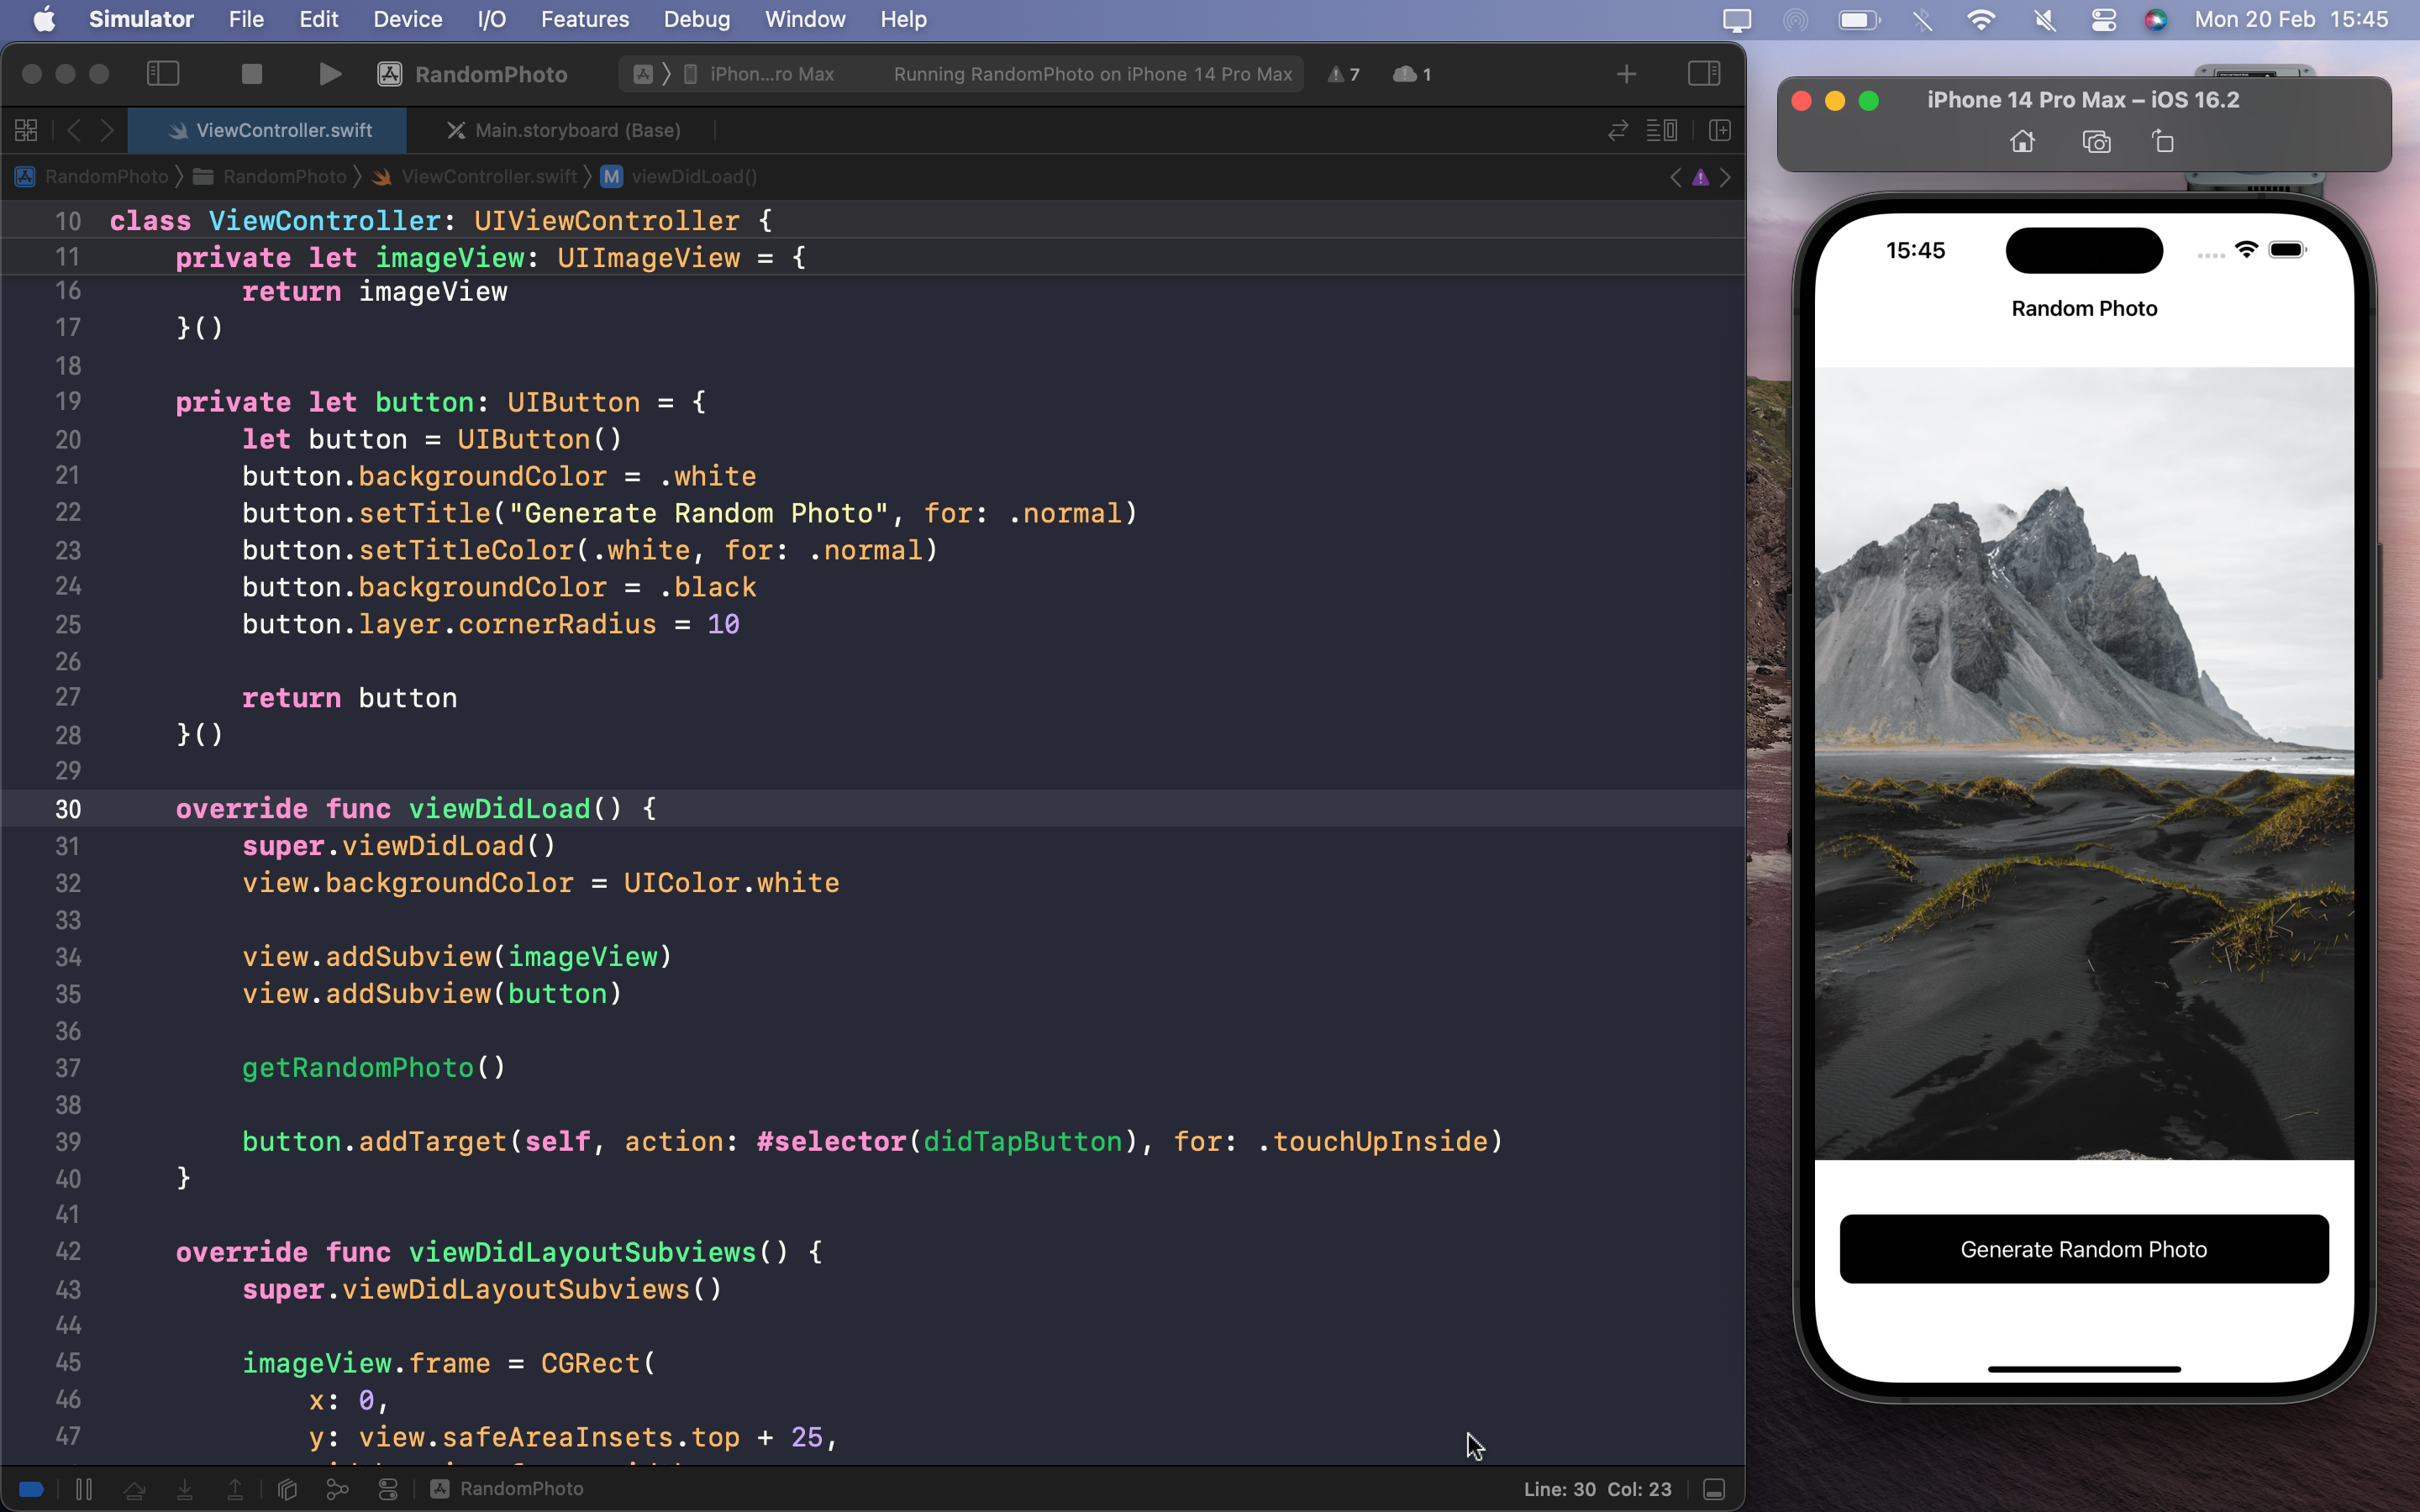 Simulator File Edit Device I/O Features Debug Window Help Mon 20 Feb 15:45
RandomPhoto iPhon...ro Max Running RandomPhoto on iPhone 14 Pro Max 7 1
ViewController.swift Main.storyboard (Base)
RandomPhoto RandomPhoto ViewController.swift M viewDidLoad()
10 class ViewController: UIViewController {
11 private let imageView: UIImageView = {
16 return imageView
17 }()
18
19 private let button: UIButton = {
20 let button = UIButton()
21 button.backgroundColor = .white
22 button.setTitle("Generate Random Photo", for: .normal)
23 button.setTitleColor(.white, for: .normal)
24 button.backgroundColor = .black
25 button.layer.cornerRadius = 10
26
27 return button
28 }()
29
30 override func viewDidLoad() {
31 super.viewDidLoad()
32 view.backgroundColor = UIColor.white
33
34 view.addSubview(imageView)
35 view.addSubview(button)
36
37 getRandomPhoto()
38
39 button.addTarget(self, action: #selector(didTapButton), for: .touchUpInside)
40 }
41
42 override func viewDidLayoutSubviews() {
43 super.viewDidLayoutSubviews()
44
45 imageView.frame = CGRect(
46 x: 0,
47 y: view.safeAreaInsets.top + 25,
RandomPhoto Line: 30 Col: 23
iPhone 14 Pro Max – iOS 16.2
15:45
Random Photo
Generate Random Photo